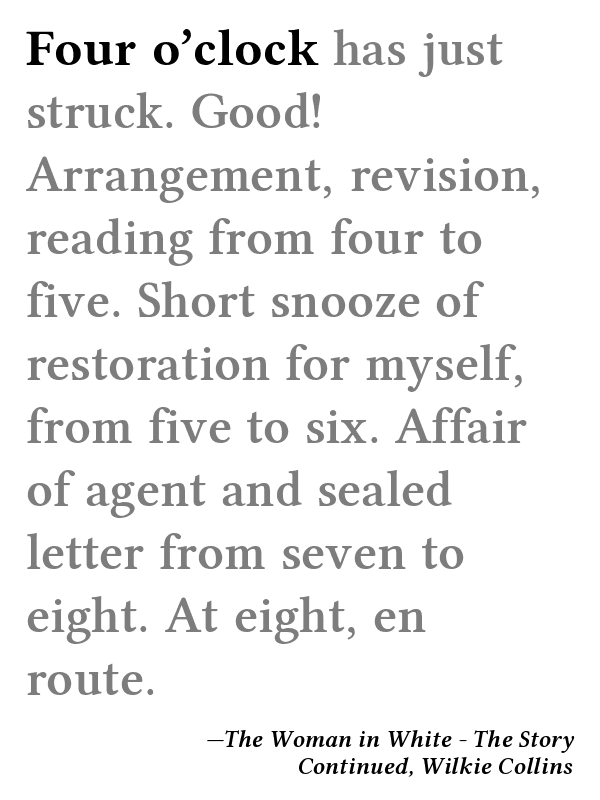 Four o’clock has just
struck. Good!
Arrangement, revision,
reading from four to
five. Short snooze of
restoration for myself,
from five to six. Affair
of agent and sealed
letter from seven to
eight. At eight, en
route.
—The Woman in White - The Story
Continued, Wilkie Collins